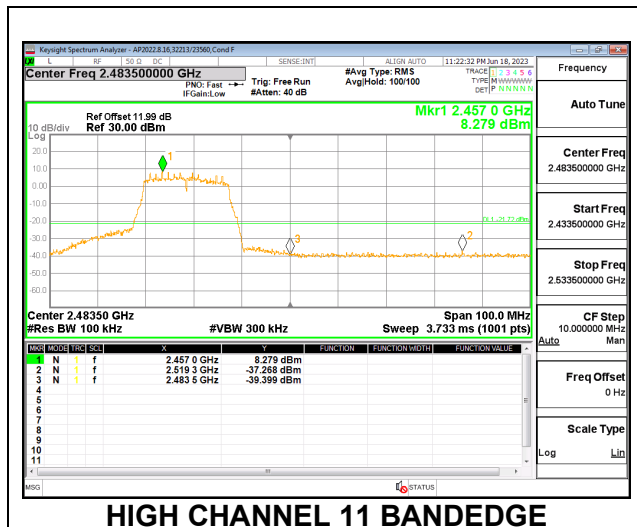 Keysight Spectrum Analyzer - AP2022.8.16,32213/23560,Cond F
L RF 50 Ω DC SENSE:INT ALIGN AUTO 11:22:32 PM Jun 18, 2023
Center Freq 2.483500000 GHz
PNO: Fast
IFGain:Low
Trig: Free Run
#Atten: 40 dB
#Avg Type: RMS
Avg|Hold: 100/100
TRACE 1 2 3 4 5 6
TYPE M WWWWW
DET P N N N N N
Frequency
Auto Tune
Center Freq
2.483500000 GHz
Start Freq
2.433500000 GHz
Stop Freq
2.533500000 GHz
CF Step
10.000000 MHz
Auto Man
Freq Offset
0 Hz
Scale Type
Log Lin
Ref Offset 11.99 dB
10 dB/div Ref 30.00 dBm
Log
Mkr1 2.457 0 GHz
8.279 dBm
20.0
10.0
0.00
-10.0
-20.0
-30.0
-40.0
-50.0
-60.0
1
2
3
DL1 -21.72 dBm
Center 2.48350 GHz Span 100.0 MHz
#Res BW 100 kHz #VBW 300 kHz Sweep 3.733 ms (1001 pts)
MKR MODE TRC SCL X Y FUNCTION FUNCTION WIDTH FUNCTION VALUE
1 N 1 f 2.457 0 GHz 8.279 dBm
2 N 1 f 2.519 3 GHz -37.268 dBm
3 N 1 f 2.483 5 GHz -39.399 dBm
4
5
6
7
8
9
10
11
MSG STATUS
HIGH CHANNEL 11 BANDEDGE